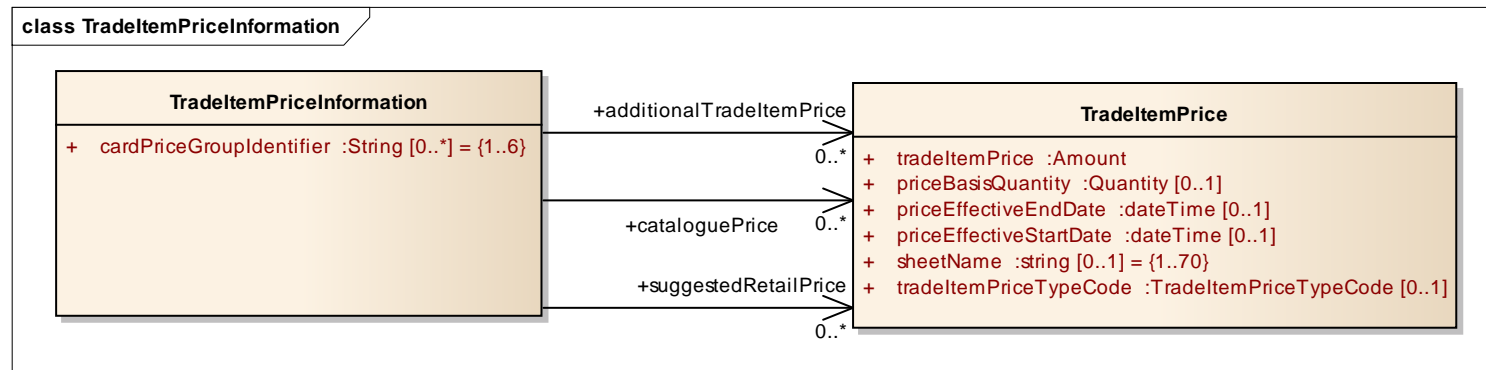 class TradeItemPriceInformation
TradeItemPriceInformation
+ cardPriceGroupIdentifier :String [0..*] = {1..6}
+additionalTradeItemPrice
0..*
+cataloguePrice
0..*
+suggestedRetailPrice
0..*
TradeItemPrice
+ tradeItemPrice :Amount
+ priceBasisQuantity :Quantity [0..1]
+ priceEffectiveEndDate :dateTime [0..1]
+ priceEffectiveStartDate :dateTime [0..1]
+ sheetName :string [0..1] = {1..70}
+ tradeItemPriceTypeCode :TradeItemPriceTypeCode [0..1]